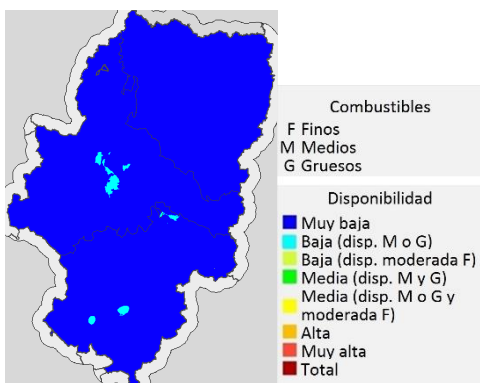 Combustibles
F Finos
M Medios
G Gruesos
Disponibilidad
Muy baja
Baja (disp. M o G)
Baja (disp. moderada F)
Media (disp. M y G)
Media (disp. M o G y
moderada F)
Alta
Muy alta
Total